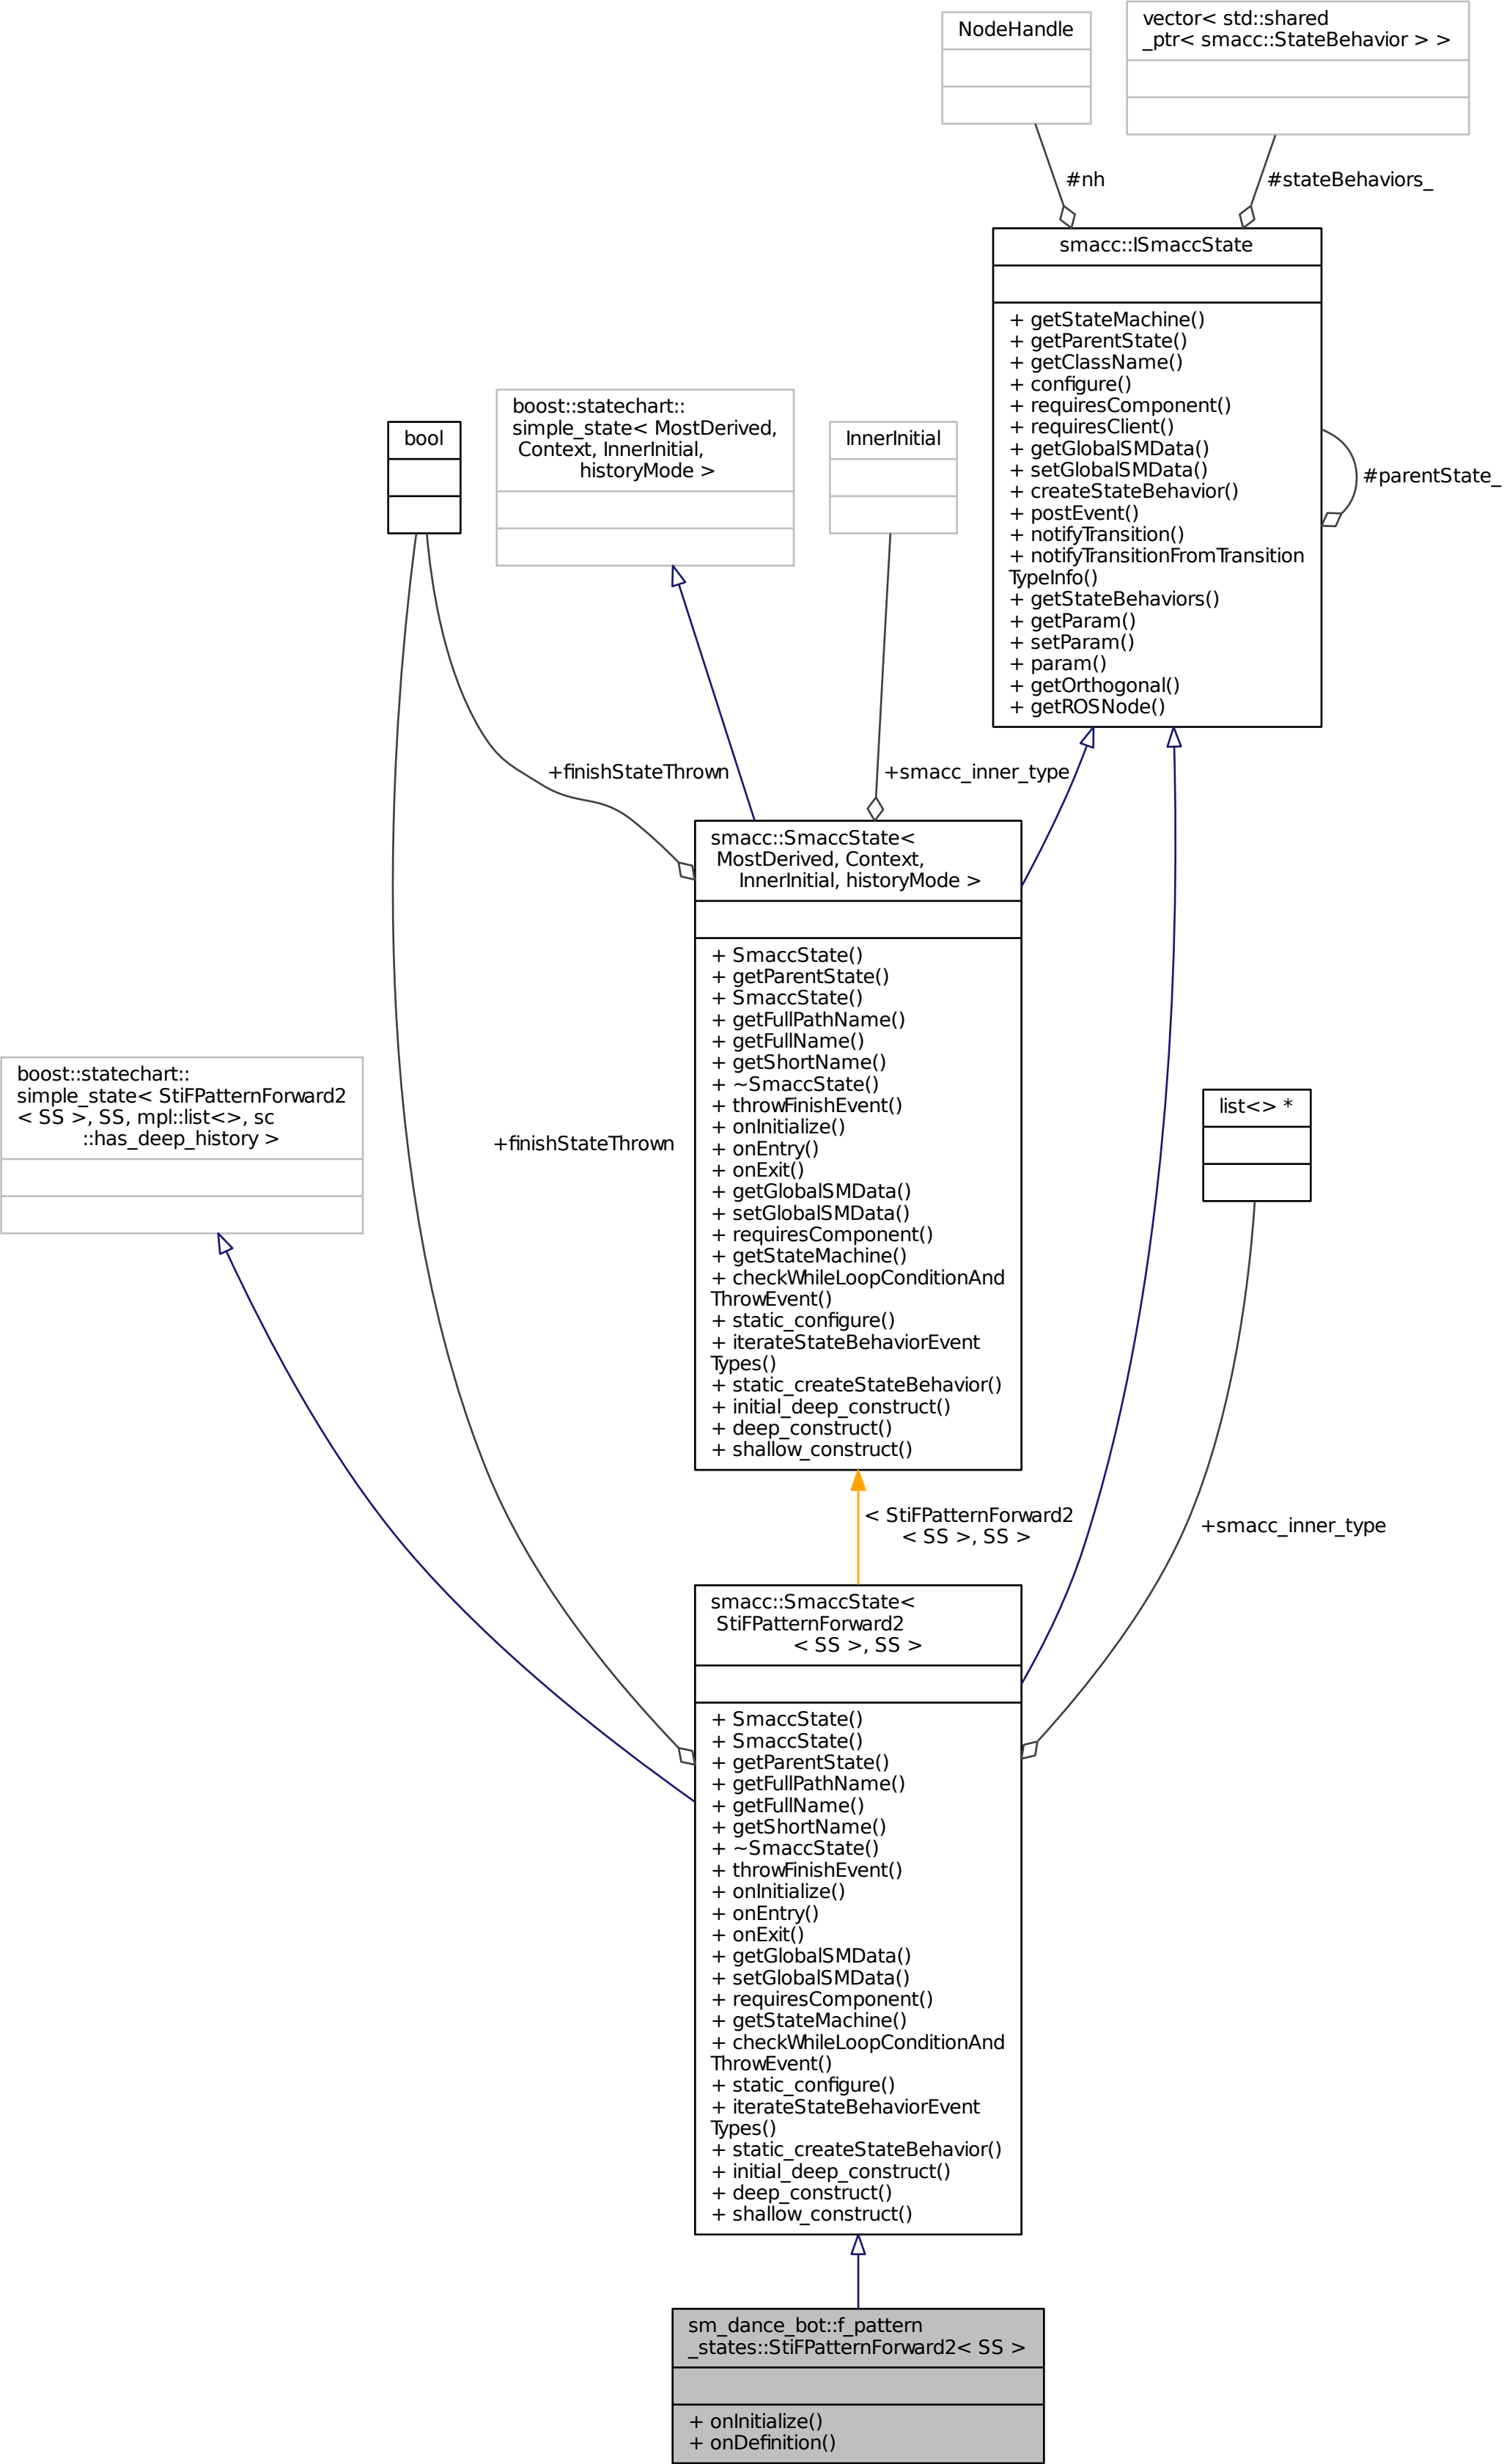 NodeHandle
vector< std::shared
_ptr< smacc::StateBehavior > >
#nh
#stateBehaviors_
smacc::ISmaccState
+ getStateMachine()
+ getParentState()
+ getClassName()
+ configure()
+ requiresComponent()
+ requiresClient()
+ getGlobalSMData()
+ setGlobalSMData()
+ createStateBehavior()
+ postEvent()
+ notifyTransition()
+ notifyTransitionFromTransition
TypeInfo()
+ getStateBehaviors()
+ getParam()
+ setParam()
+ param()
+ getOrthogonal()
+ getROSNode()
#parentState_
bool
boost::statechart::
simple_state< MostDerived,
Context, InnerInitial,
historyMode >
InnerInitial
+finishStateThrown
+smacc_inner_type
smacc::SmaccState<
MostDerived, Context,
InnerInitial, historyMode >
+ SmaccState()
+ getParentState()
+ SmaccState()
+ getFullPathName()
+ getFullName()
+ getShortName()
+ ~SmaccState()
+ throwFinishEvent()
+ onInitialize()
+ onEntry()
+ onExit()
+ getGlobalSMData()
+ setGlobalSMData()
+ requiresComponent()
+ getStateMachine()
+ checkWhileLoopConditionAnd
ThrowEvent()
+ static_configure()
+ iterateStateBehaviorEvent
Types()
+ static_createStateBehavior()
+ initial_deep_construct()
+ deep_construct()
+ shallow_construct()
boost::statechart::
simple_state< StiFPatternForward2
< SS >, SS, mpl::list<>, sc
::has_deep_history >
+finishStateThrown
list<> *
< StiFPatternForward2
< SS >, SS >
+smacc_inner_type
smacc::SmaccState<
StiFPatternForward2
< SS >, SS >
+ SmaccState()
+ SmaccState()
+ getParentState()
+ getFullPathName()
+ getFullName()
+ getShortName()
+ ~SmaccState()
+ throwFinishEvent()
+ onInitialize()
+ onEntry()
+ onExit()
+ getGlobalSMData()
+ setGlobalSMData()
+ requiresComponent()
+ getStateMachine()
+ checkWhileLoopConditionAnd
ThrowEvent()
+ static_configure()
+ iterateStateBehaviorEvent
Types()
+ static_createStateBehavior()
+ initial_deep_construct()
+ deep_construct()
+ shallow_construct()
sm_dance_bot::f_pattern
_states::StiFPatternForward2< SS >
+ onInitialize()
+ onDefinition()